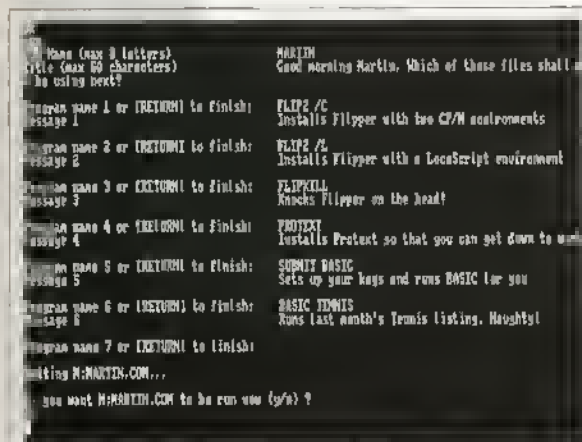 Name (max 8 letters) MARTIN
title (max 60 characters) Good morning Martin. Which of these files shall
be using next?
program name 1 or [RETURN] to finish: FLIP2 /C
message 1 Installs Flipper with two CP/M environments
program name 2 or [RETURN] to finish: FLIP2 /L
message 2 Installs Flipper with a LocoScript environment
program name 3 or [RETURN] to finish: FLIPKILL
message 3 Knocks Flipper on the head!
program name 4 or [RETURN] to finish: PROTEXT
message 4 Installs Protext so that you can get down to
program name 5 or [RETURN] to finish: SUBMIT BASIC
message 5 Sets up your keys and runs BASIC for you
program name 6 or [RETURN] to finish: BASIC TENNIS
message 6 Runs last month's Tennis listing. Naughty!
program name 7 or [RETURN] to finish:
M:MARTIN.COM...
you want M:MARTIN.COM to be run now (y/n) ?